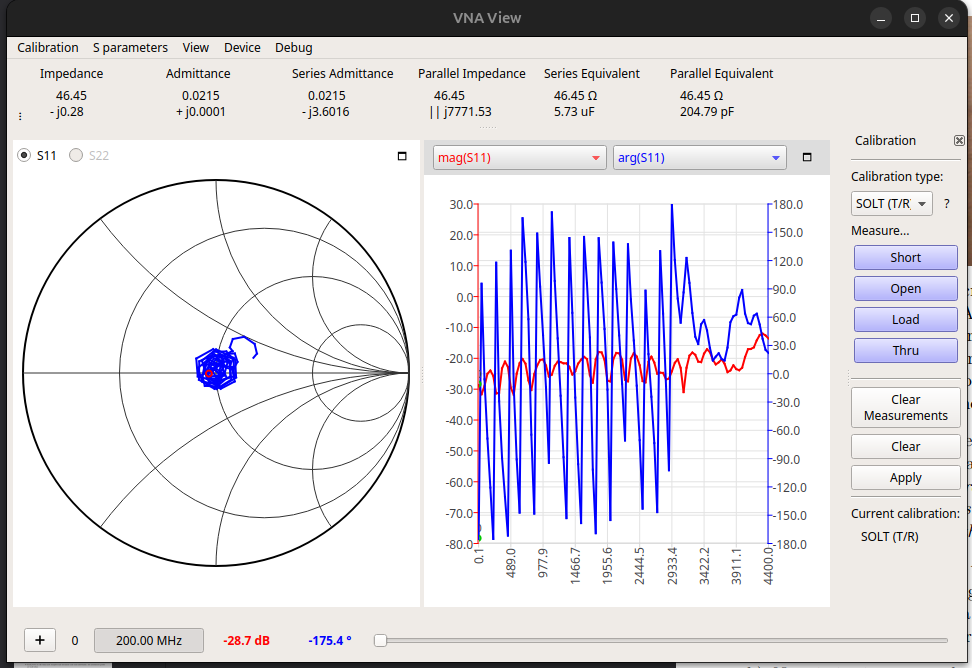 VNA View
Calibration S parameters View Device Debug
Impedance Admittance Series Admittance Parallel Impedance Series Equivalent Parallel Equivalent
46.45 0.0215 0.0215 46.45 46.45 Ω 46.45 Ω
- j0.28 + j0.0001 - j3.6016 || j7771.53 5.73 uF 204.79 pF
S11 S22
mag(S11) arg(S11)
30.0
20.0
10.0
0.0
-10.0
-20.0
-30.0
-40.0
-50.0
-60.0
-70.0
-80.0
180.0
150.0
120.0
90.0
60.0
30.0
0.0
-30.0
-60.0
-90.0
-120.0
-150.0
-180.0
0.1 489.0 977.9 1466.7 1955.6 2444.5 2933.4 3422.2 3911.1 4400.0
Calibration
Calibration type:
SOLT (T/R ?
Measure...
Short
Open
Load
Thru
Clear
Measurements
Clear
Apply
Current calibration:
SOLT (T/R)
+ 0 200.00 MHz -28.7 dB -175.4 °